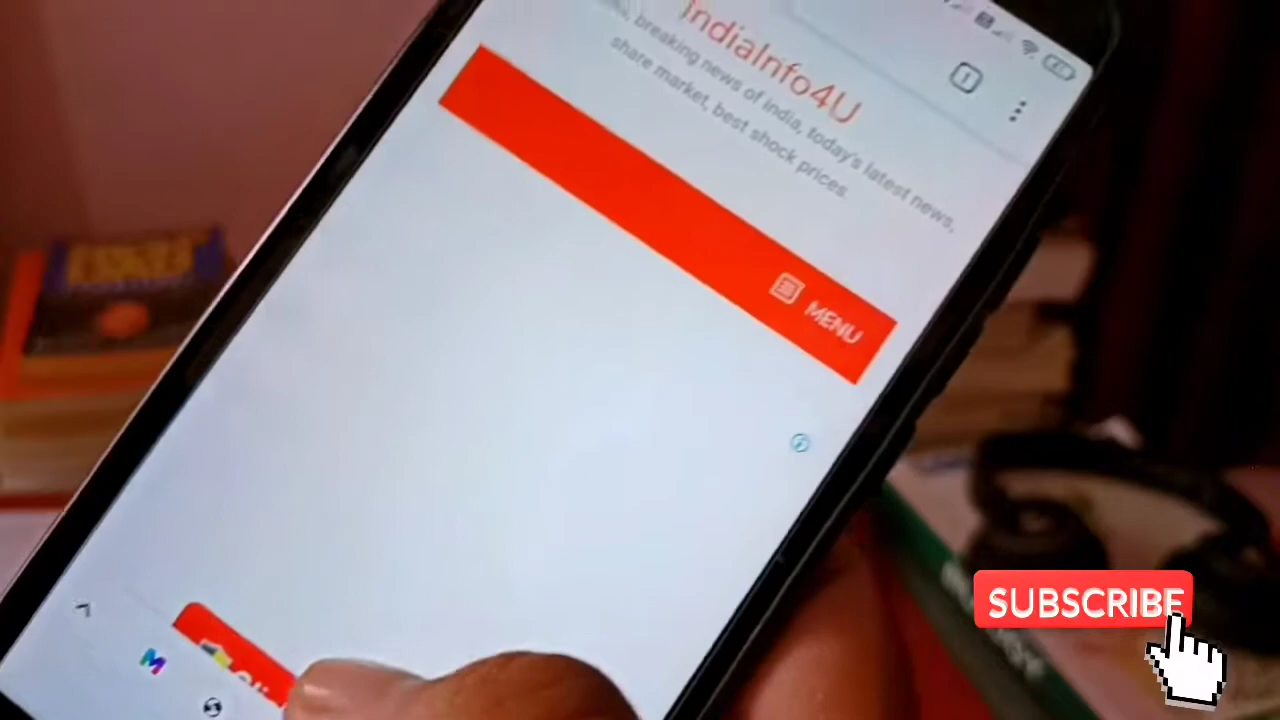 IndiaInfo4U
breaking news of india, today's latest news,
share market, best shock prices.
MENU
SUBSCRIBE